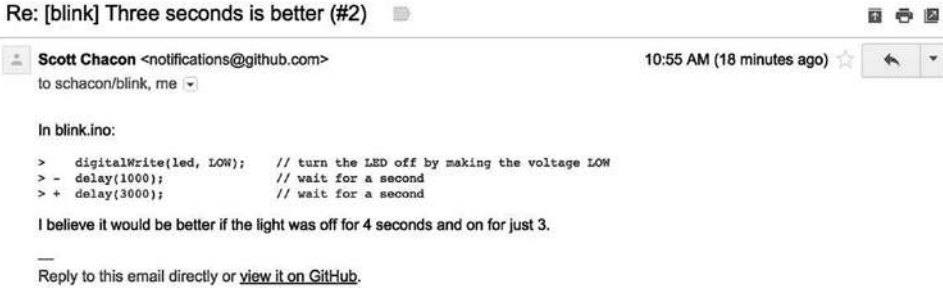 Re: [blink] Three seconds is better (#2)
Scott Chacon <notifications@github.com>
10:55 AM (18 minutes ago)
to schacon/blink, me
In blink.ino:
>    digitalWrite(led, LOW);    // turn the LED off by making the voltage LOW
> -  delay(1000);               // wait for a second
> +  delay(3000);               // wait for a second
I believe it would be better if the light was off for 4 seconds and on for just 3.
—
Reply to this email directly or view it on GitHub.